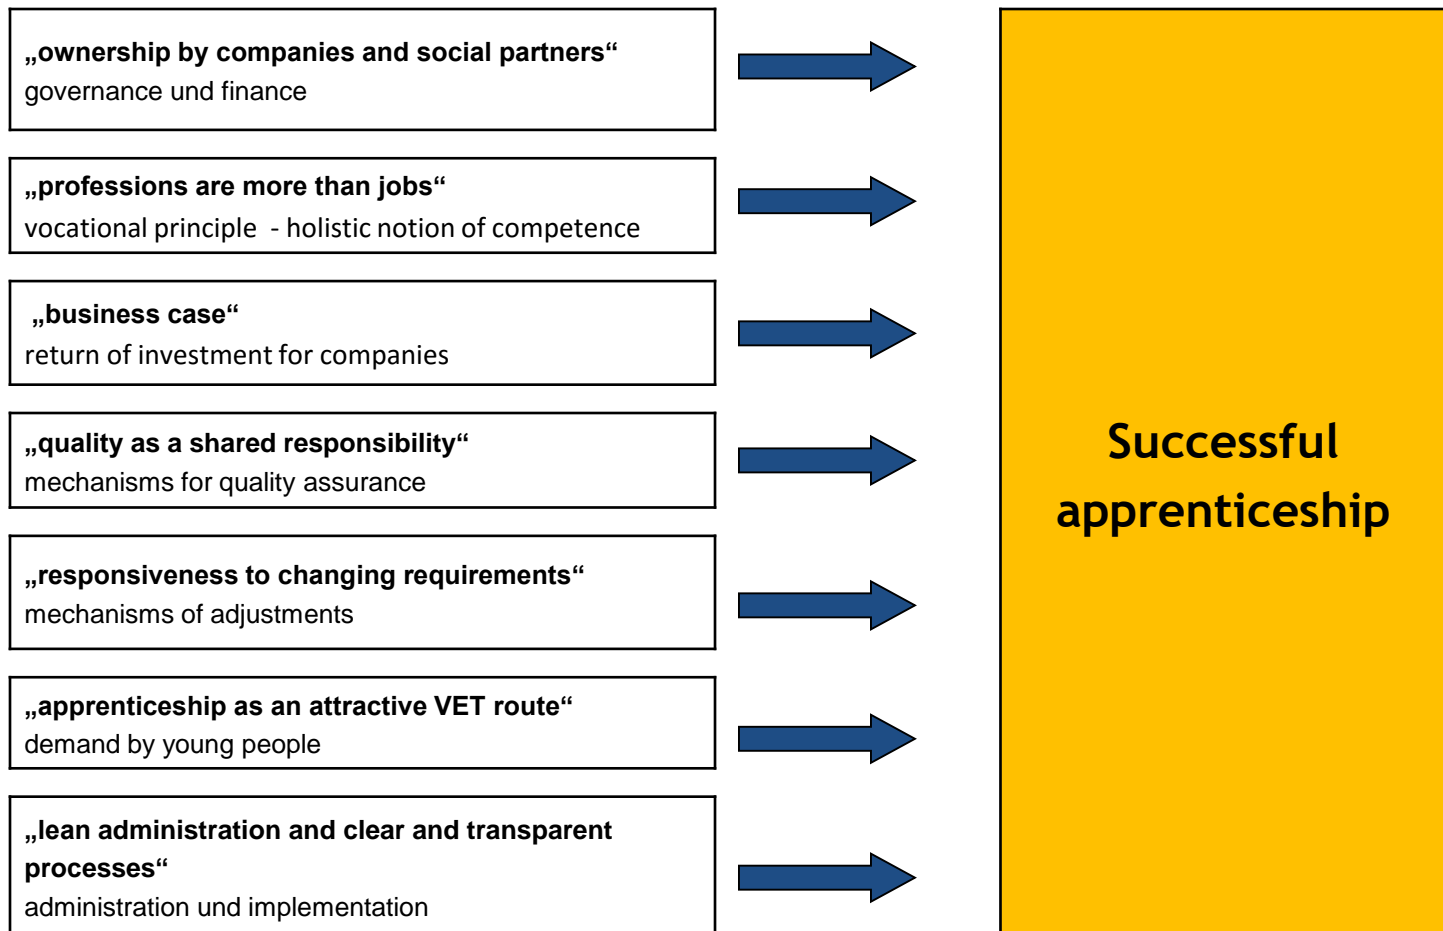 „ownership by companies and social partners“
governance und finance
„professions are more than jobs“
vocational principle - holistic notion of competence
„business case“
return of investment for companies
„quality as a shared responsibility“
mechanisms for quality assurance
„responsiveness to changing requirements“
mechanisms of adjustments
„apprenticeship as an attractive VET route“
demand by young people
„lean administration and clear and transparent
processes“
administration und implementation
Successful
apprenticeship